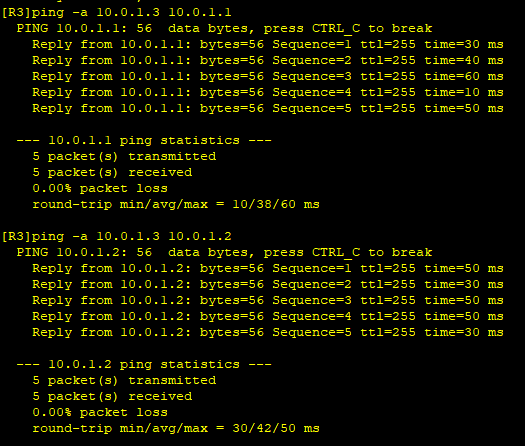 [R3]ping -a 10.0.1.3 10.0.1.1
  PING 10.0.1.1: 56  data bytes, press CTRL_C to break
    Reply from 10.0.1.1: bytes=56 Sequence=1 ttl=255 time=30 ms
    Reply from 10.0.1.1: bytes=56 Sequence=2 ttl=255 time=40 ms
    Reply from 10.0.1.1: bytes=56 Sequence=3 ttl=255 time=60 ms
    Reply from 10.0.1.1: bytes=56 Sequence=4 ttl=255 time=10 ms
    Reply from 10.0.1.1: bytes=56 Sequence=5 ttl=255 time=50 ms

  --- 10.0.1.1 ping statistics ---
    5 packet(s) transmitted
    5 packet(s) received
    0.00% packet loss
    round-trip min/avg/max = 10/38/60 ms

[R3]ping -a 10.0.1.3 10.0.1.2
  PING 10.0.1.2: 56  data bytes, press CTRL_C to break
    Reply from 10.0.1.2: bytes=56 Sequence=1 ttl=255 time=50 ms
    Reply from 10.0.1.2: bytes=56 Sequence=2 ttl=255 time=30 ms
    Reply from 10.0.1.2: bytes=56 Sequence=3 ttl=255 time=50 ms
    Reply from 10.0.1.2: bytes=56 Sequence=4 ttl=255 time=50 ms
    Reply from 10.0.1.2: bytes=56 Sequence=5 ttl=255 time=30 ms

  --- 10.0.1.2 ping statistics ---
    5 packet(s) transmitted
    5 packet(s) received
    0.00% packet loss
    round-trip min/avg/max = 30/42/50 ms